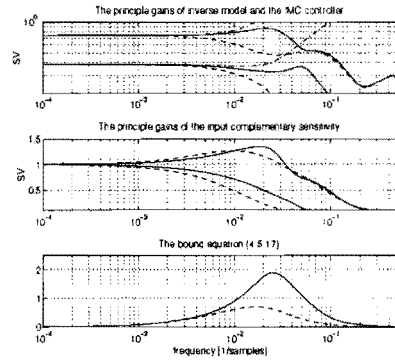 The principle gains of inverse model and the IMC controller
10⁰
SV
10⁻⁴ 10⁻³ 10⁻² 10⁻¹
The principle gains of the input complementary sensitivity
1.5
1
0.5
SV
10⁻⁴ 10⁻³ 10⁻² 10⁻¹
The bound equation (4.5.17)
2
1
0
10⁻⁴ 10⁻³ 10⁻² 10⁻¹
frequency [1/samples]